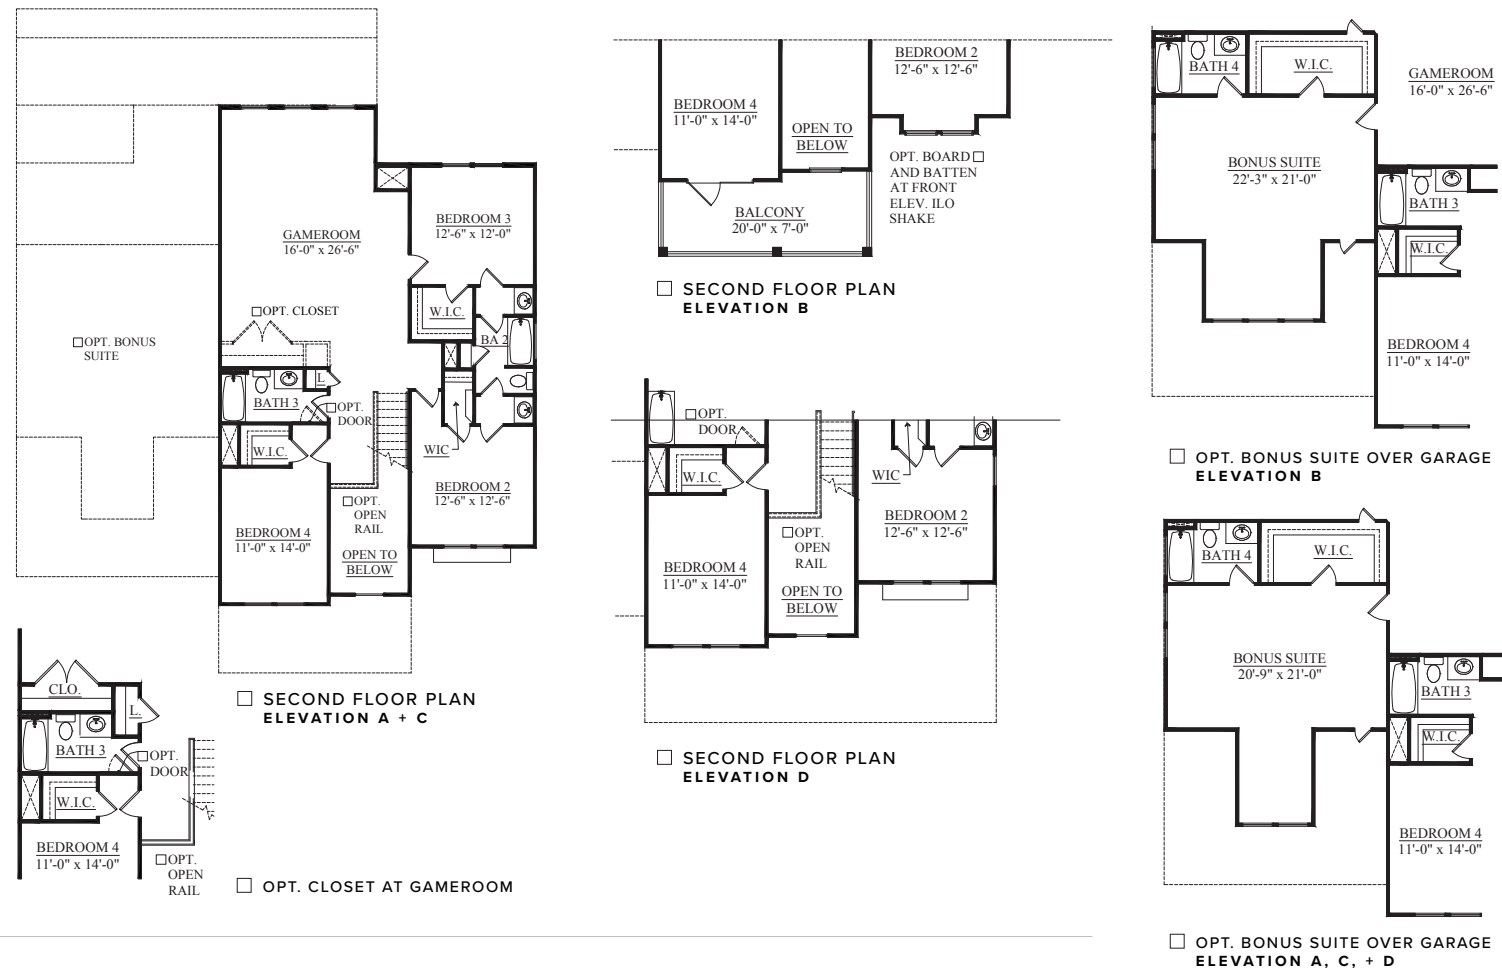 GAMEROOM
16'-0" x 26'-6"
BEDROOM 3
12'-6" x 12'-0"
☐OPT. CLOSET
W.I.C.
☐OPT. BONUS
SUITE
BA 2
L.
BATH 3
☐OPT.
DOOR
W.I.C.
WIC
BEDROOM 2
12'-6" x 12'-6"
☐OPT.
OPEN
RAIL
BEDROOM 4
11'-0" x 14'-0"
OPEN TO
BELOW
☐ SECOND FLOOR PLAN
ELEVATION A + C
CLO.
L.
BATH 3
☐OPT.
DOOR
W.I.C.
BEDROOM 4
11'-0" x 14'-0"
☐OPT.
OPEN
RAIL
☐ OPT. CLOSET AT GAMEROOM
BEDROOM 2
12'-6" x 12'-6"
BEDROOM 4
11'-0" x 14'-0"
OPEN TO
BELOW
OPT. BOARD ☐
AND BATTEN
AT FRONT
ELEV. ILO
SHAKE
BALCONY
20'-0" x 7'-0"
☐ SECOND FLOOR PLAN
ELEVATION B
☐OPT.
DOOR
W.I.C.
WIC
BEDROOM 2
12'-6" x 12'-6"
☐OPT.
OPEN
RAIL
BEDROOM 4
11'-0" x 14'-0"
OPEN TO
BELOW
☐ SECOND FLOOR PLAN
ELEVATION D
BATH 4
W.I.C.
GAMEROOM
16'-0" x 26'-6"
BONUS SUITE
22'-3" x 21'-0"
BATH 3
W.I.C.
BEDROOM 4
11'-0" x 14'-0"
☐ OPT. BONUS SUITE OVER GARAGE
ELEVATION B
BATH 4
W.I.C.
BONUS SUITE
20'-9" x 21'-0"
BATH 3
W.I.C.
BEDROOM 4
11'-0" x 14'-0"
☐ OPT. BONUS SUITE OVER GARAGE
ELEVATION A, C, + D